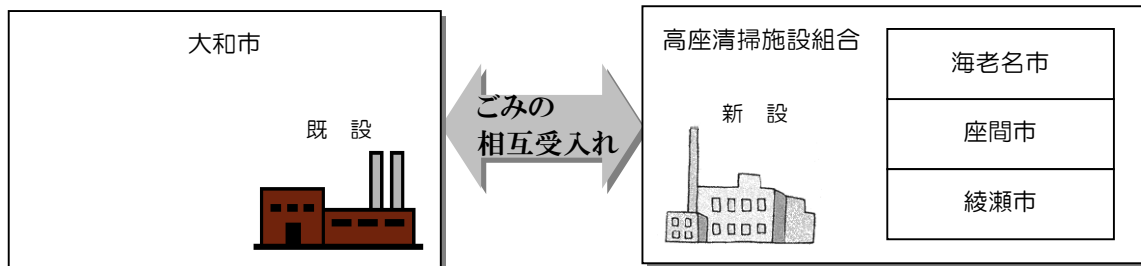 大和市
既 設
ごみの
相互受入れ
高座清掃施設組合
新 設
海老名市
座間市
綾瀬市